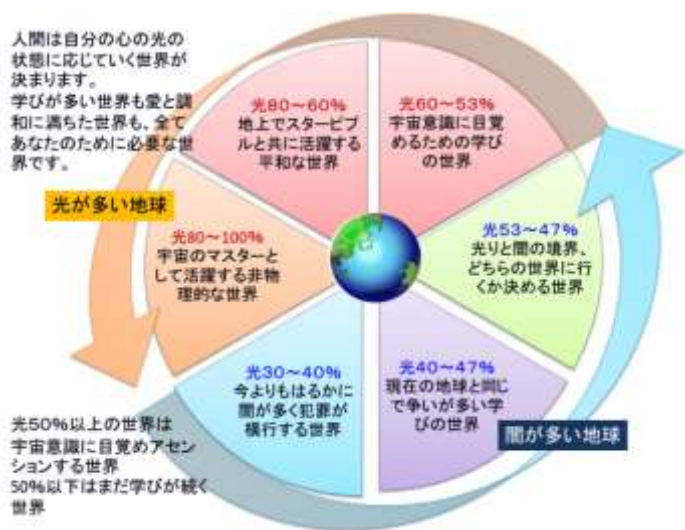 人間は自分の心の光の
状態に応じていく世界が
決まります。
学びが多い世界も愛と調
和に満ちた世界も、全て
あなたのために必要な世
界です。
光が多い地球
光80～60%
地上でスターピープ
ルと共に活躍する
平和な世界
光60～53%
宇宙意識に目覚
めるための学び
の世界
光80～100%
宇宙のマスターと
して活躍する非物
理的な世界
光53～47%
光りと闇の境界、
どちらの世界に行
くか決める世界
光30～40%
今よりもはるかに
闇が多く犯罪が
横行する世界
光40～47%
現在の地球と同じ
で争いが多い学
びの世界
闇が多い地球
光50%以上の世界は
宇宙意識に目覚めアセン
ションする世界
50%以下はまだ学びが続く
世界